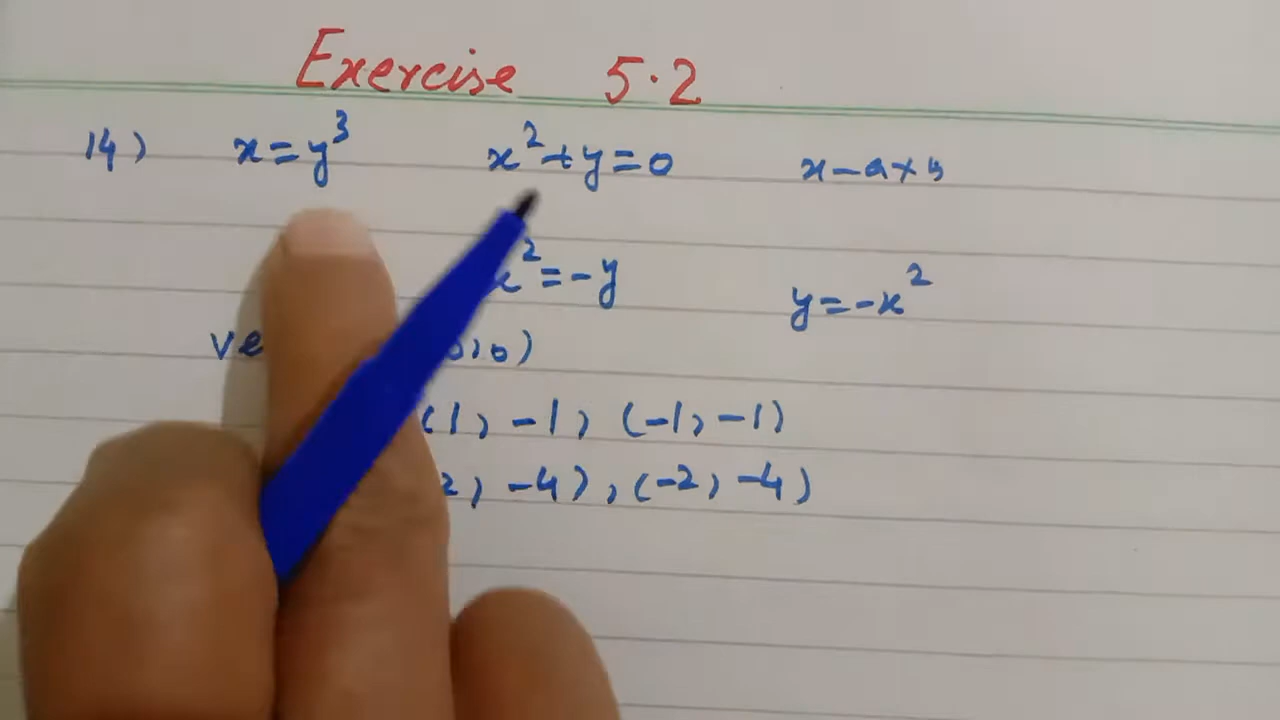 Exercise 5.2
14) x=y³ x²+y=0 x-axis
x²=-y y=-x²
0,0)
(1, -1), (-1, -1)
2, -4), (-2, -4)